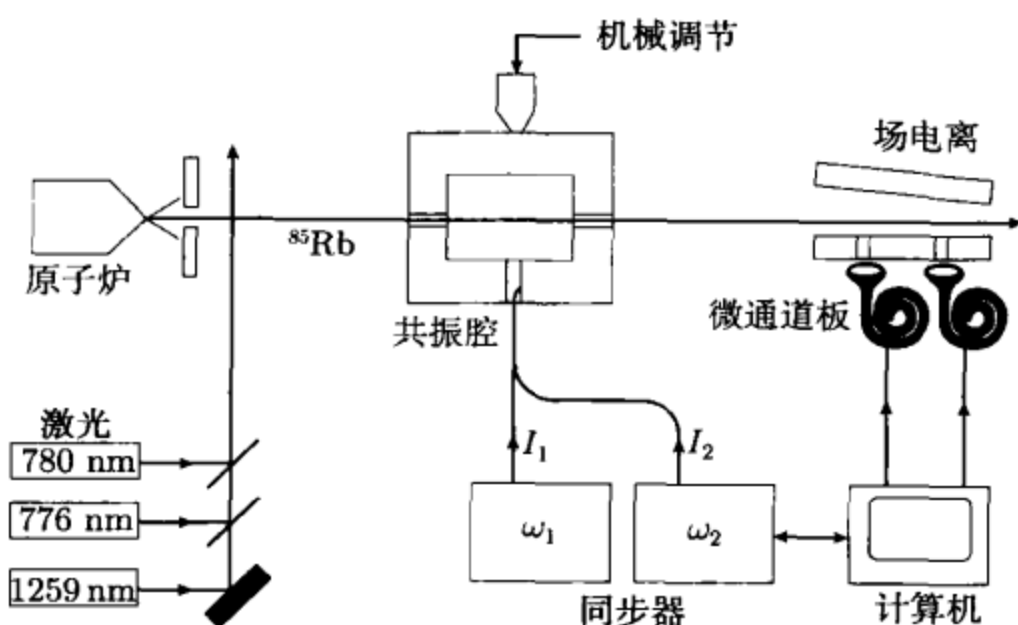 机械调节
场电离
⁸⁵Rb
原子炉
共振腔
微通道板
激光
780 nm
776 nm
1259 nm
I₁
I₂
ω₁
ω₂
同步器
计算机